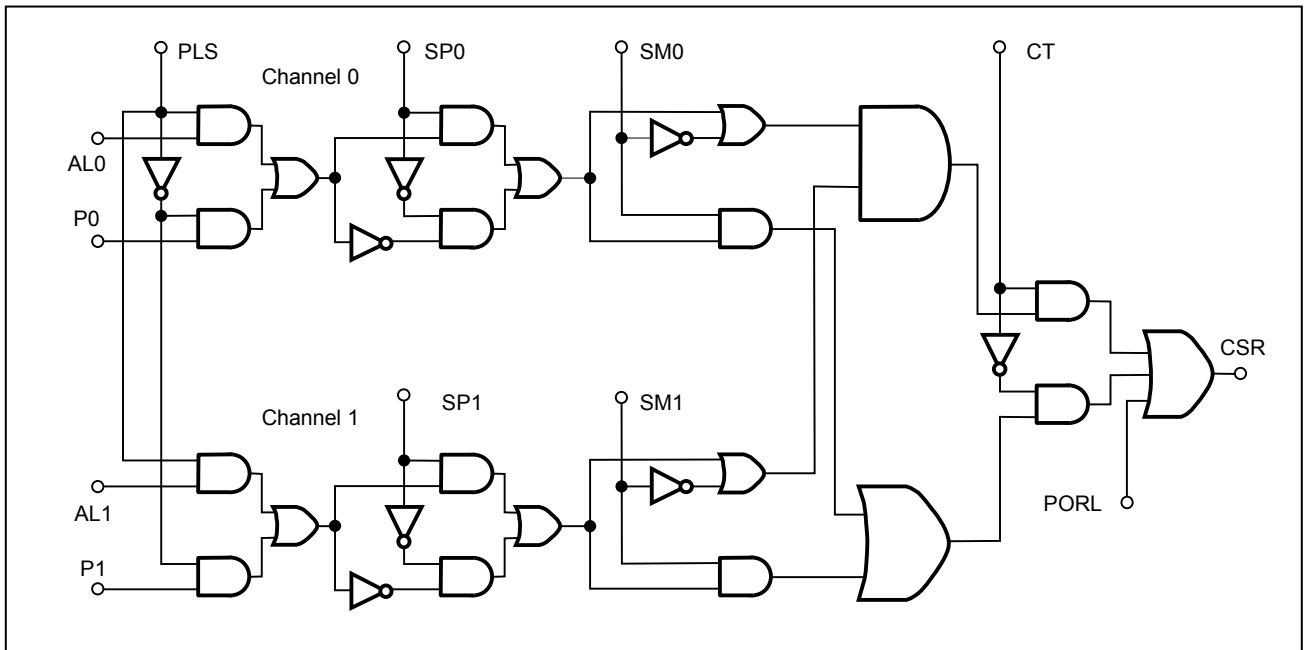 PLS
SP0
SM0
CT
Channel 0
AL0
P0
CSR
SP1
SM1
Channel 1
PORL
AL1
P1